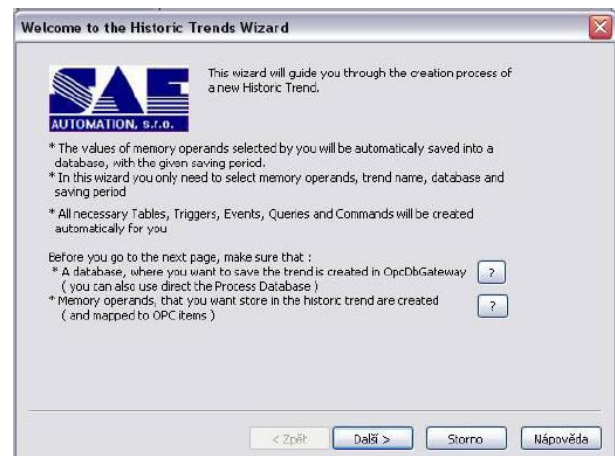 Welcome to the Historic Trends Wizard
SAE
AUTOMATION, s.r.o.
This wizard will guide you through the creation process of
a new Historic Trend.
* The values of memory operands selected by you will be automatically saved into a
database, with the given saving period.
* In this wizard you only need to select memory operands, trend name, database and
saving period
* All necessary Tables, Triggers, Events, Queries and Commands will be created
automatically for you
Before you go to the next page, make sure that :
* A database, where you want to save the trend is created in OpcDbGateway
( you can also use direct the Process Database )
?
* Memory operands, that you want store in the historic trend are created
( and mapped to OPC items )
?
< Zpět
Další >
Storno
Nápověda